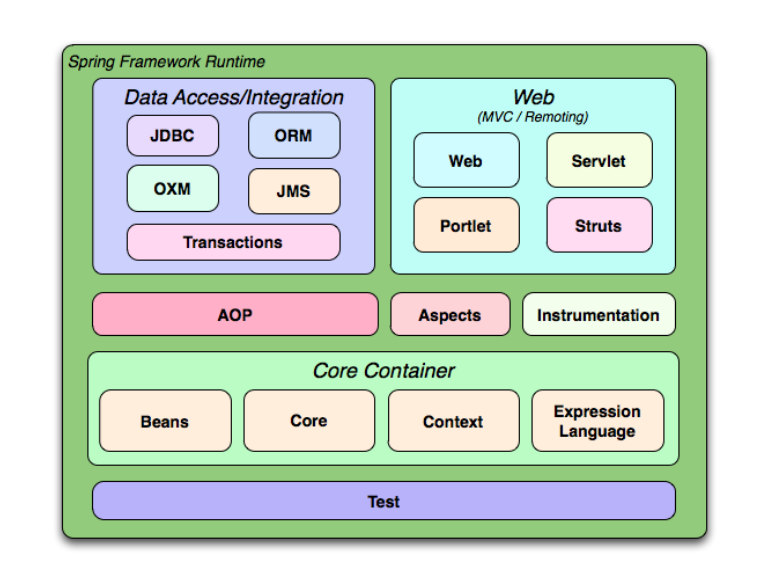 Spring Framework Runtime
Data Access/Integration
JDBC
ORM
OXM
JMS
Transactions
Web
(MVC / Remoting)
Web
Servlet
Portlet
Struts
AOP
Aspects
Instrumentation
Core Container
Beans
Core
Context
Expression
Language
Test